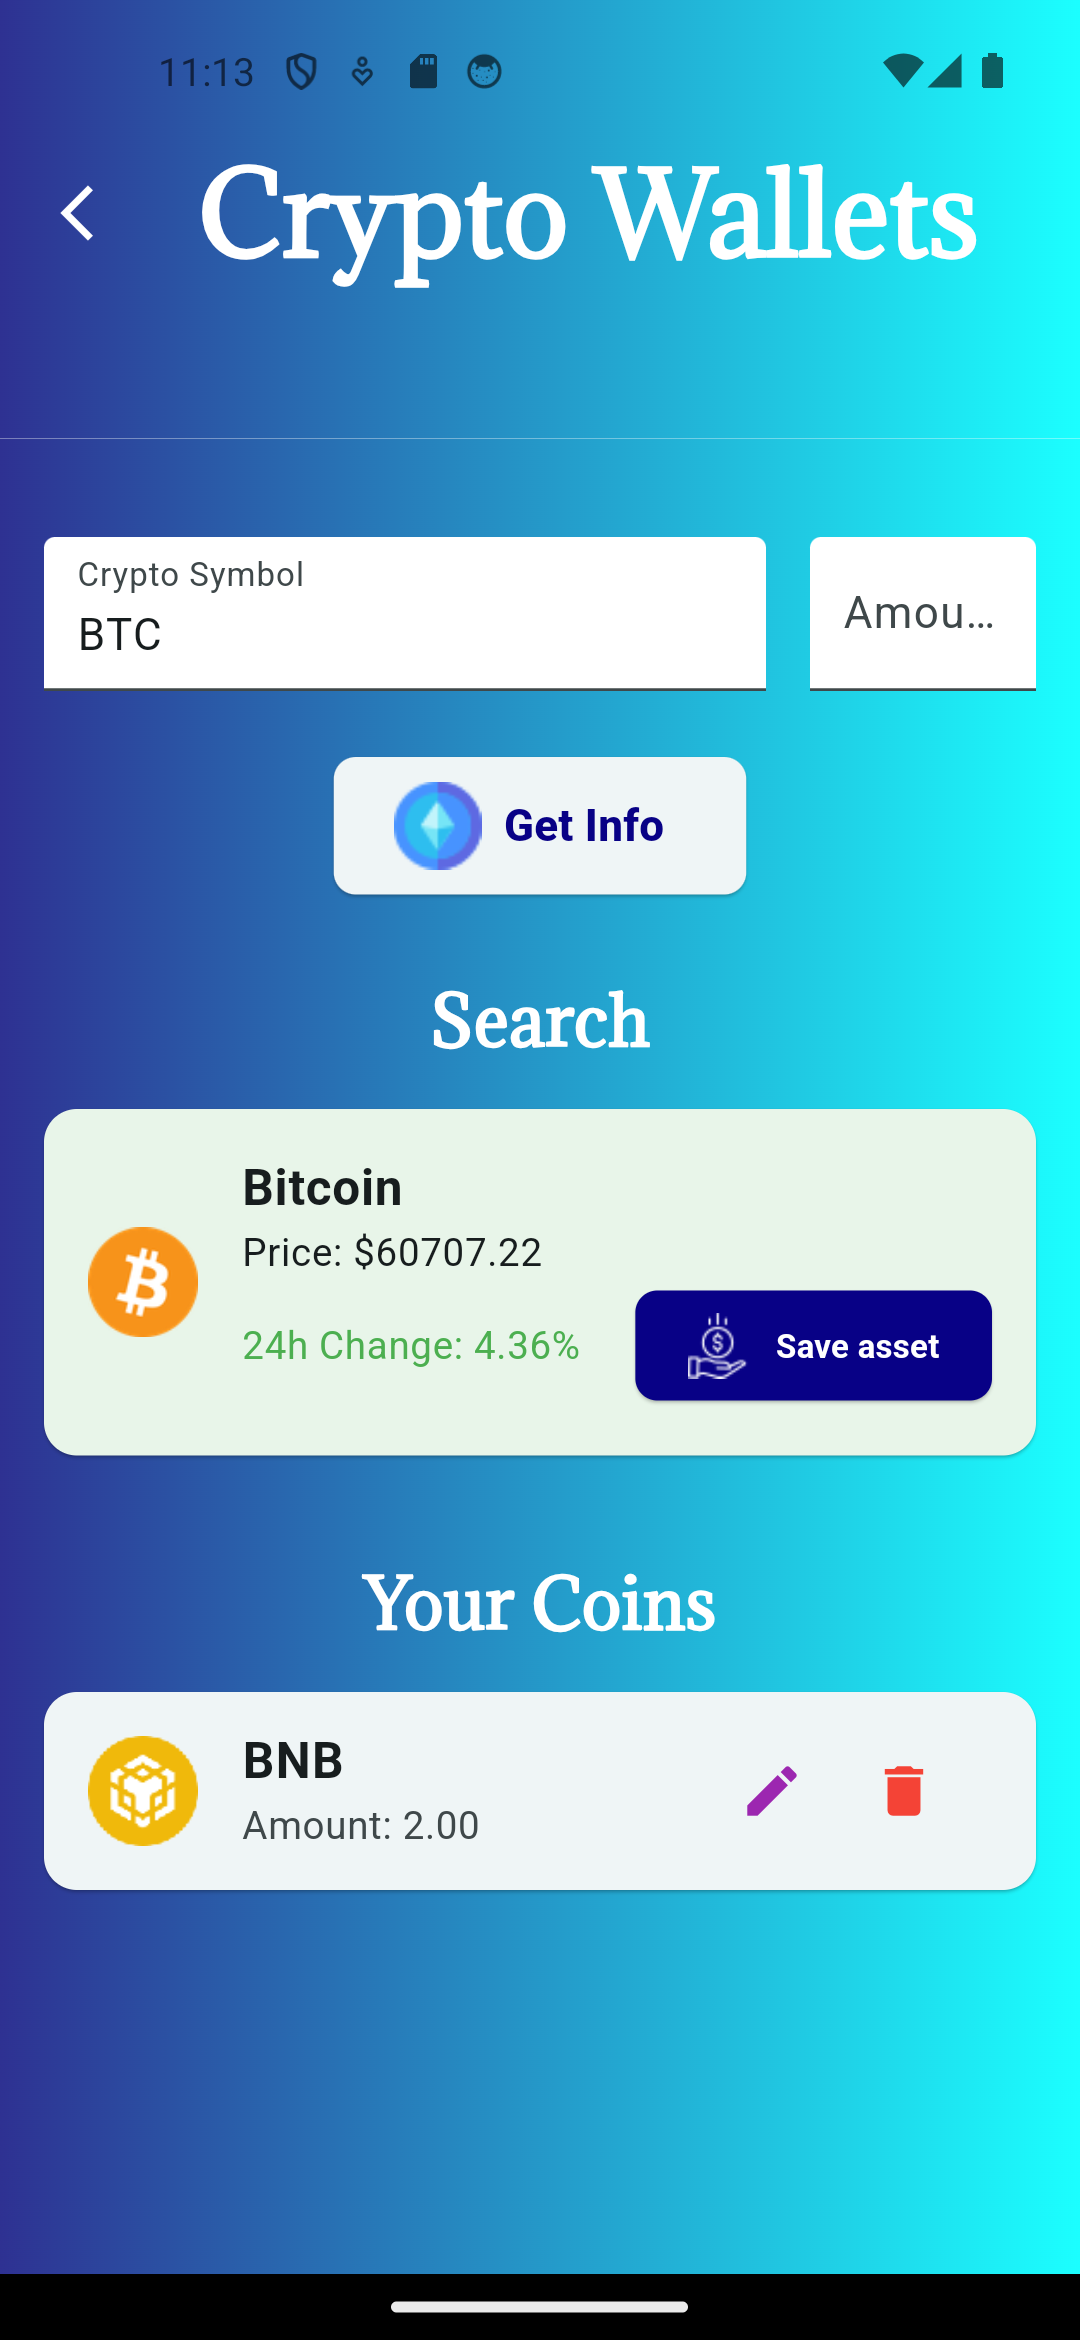 11:13
Crypto Wallets
Crypto Symbol
BTC
Amou...
Get Info
Search
Bitcoin
Price: $60707.22
24h Change: 4.36%
Save asset
Your Coins
BNB
Amount: 2.00